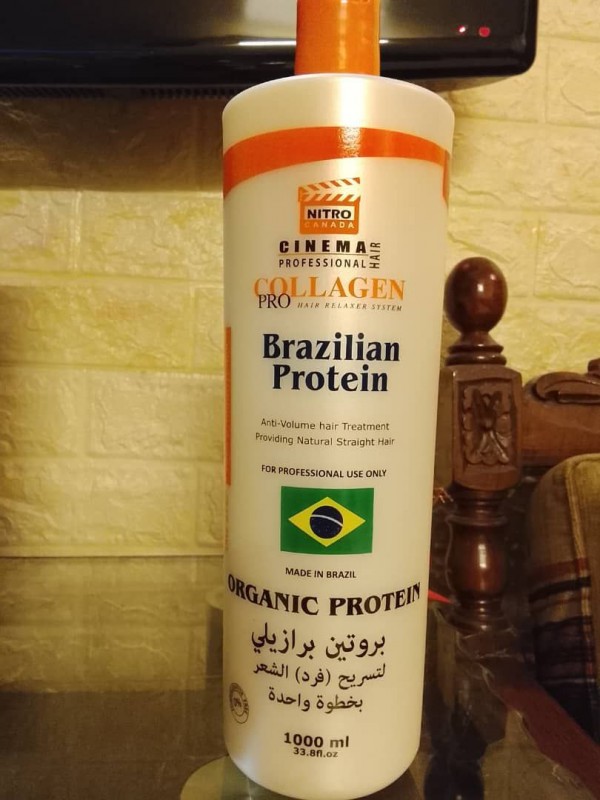 NITRO
CANADA
CINEMA HAIR
PROFESSIONAL
COLLAGEN
PRO HAIR RELAXER SYSTEM
Brazilian
Protein
Anti-Volume hair Treatment
Providing Natural Straight Hair
FOR PROFESSIONAL USE ONLY
MADE IN BRAZIL
ORGANIC PROTEIN
بروتين برازيلي
لتسريح (فرد) الشعر
بخطوة واحدة
1000 ml
33.8fl.oz